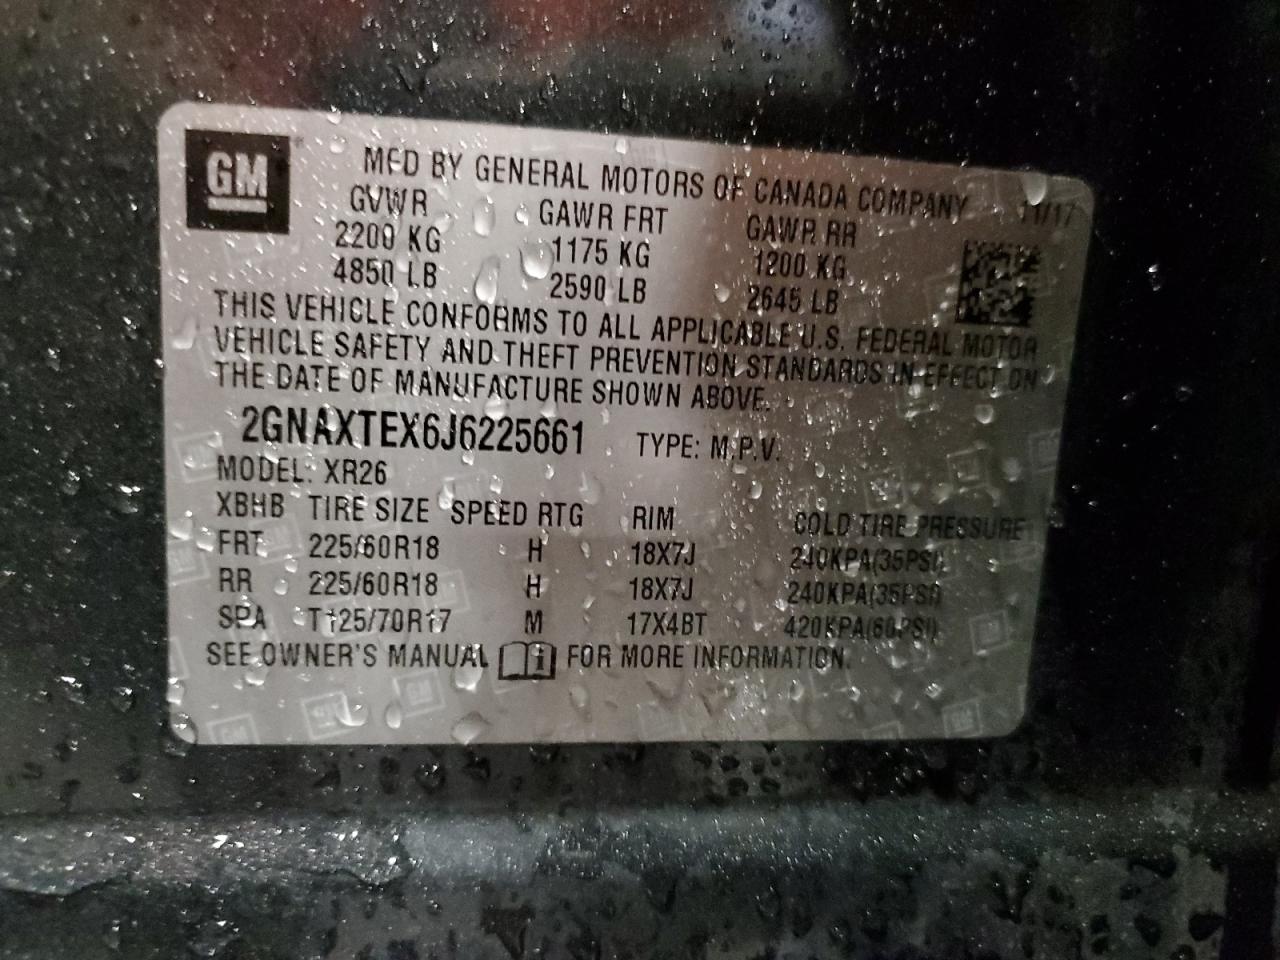 GM
MFD BY GENERAL MOTORS OF CANADA COMPANY 11/17
GVWR GAWR FRT GAWR RR
2200 KG 1175 KG 1200 KG
4850 LB 2590 LB 2645 LB
THIS VEHICLE CONFORMS TO ALL APPLICABLE U.S. FEDERAL MOTOR
VEHICLE SAFETY AND THEFT PREVENTION STANDARDS IN EFFECT ON
THE DATE OF MANUFACTURE SHOWN ABOVE.
2GNAXTEX6J6225661 TYPE: M.P.V.
MODEL: XR26
XBHB TIRE SIZE SPEED RTG RIM COLD TIRE PRESSURE
FRT 225/60R18 H 18X7J 240KPA(35PSI)
RR 225/60R18 H 18X7J 240KPA(35PSI)
SPA T125/70R17 M 17X4BT 420KPA(60PSI)
SEE OWNER'S MANUAL FOR MORE INFORMATION.